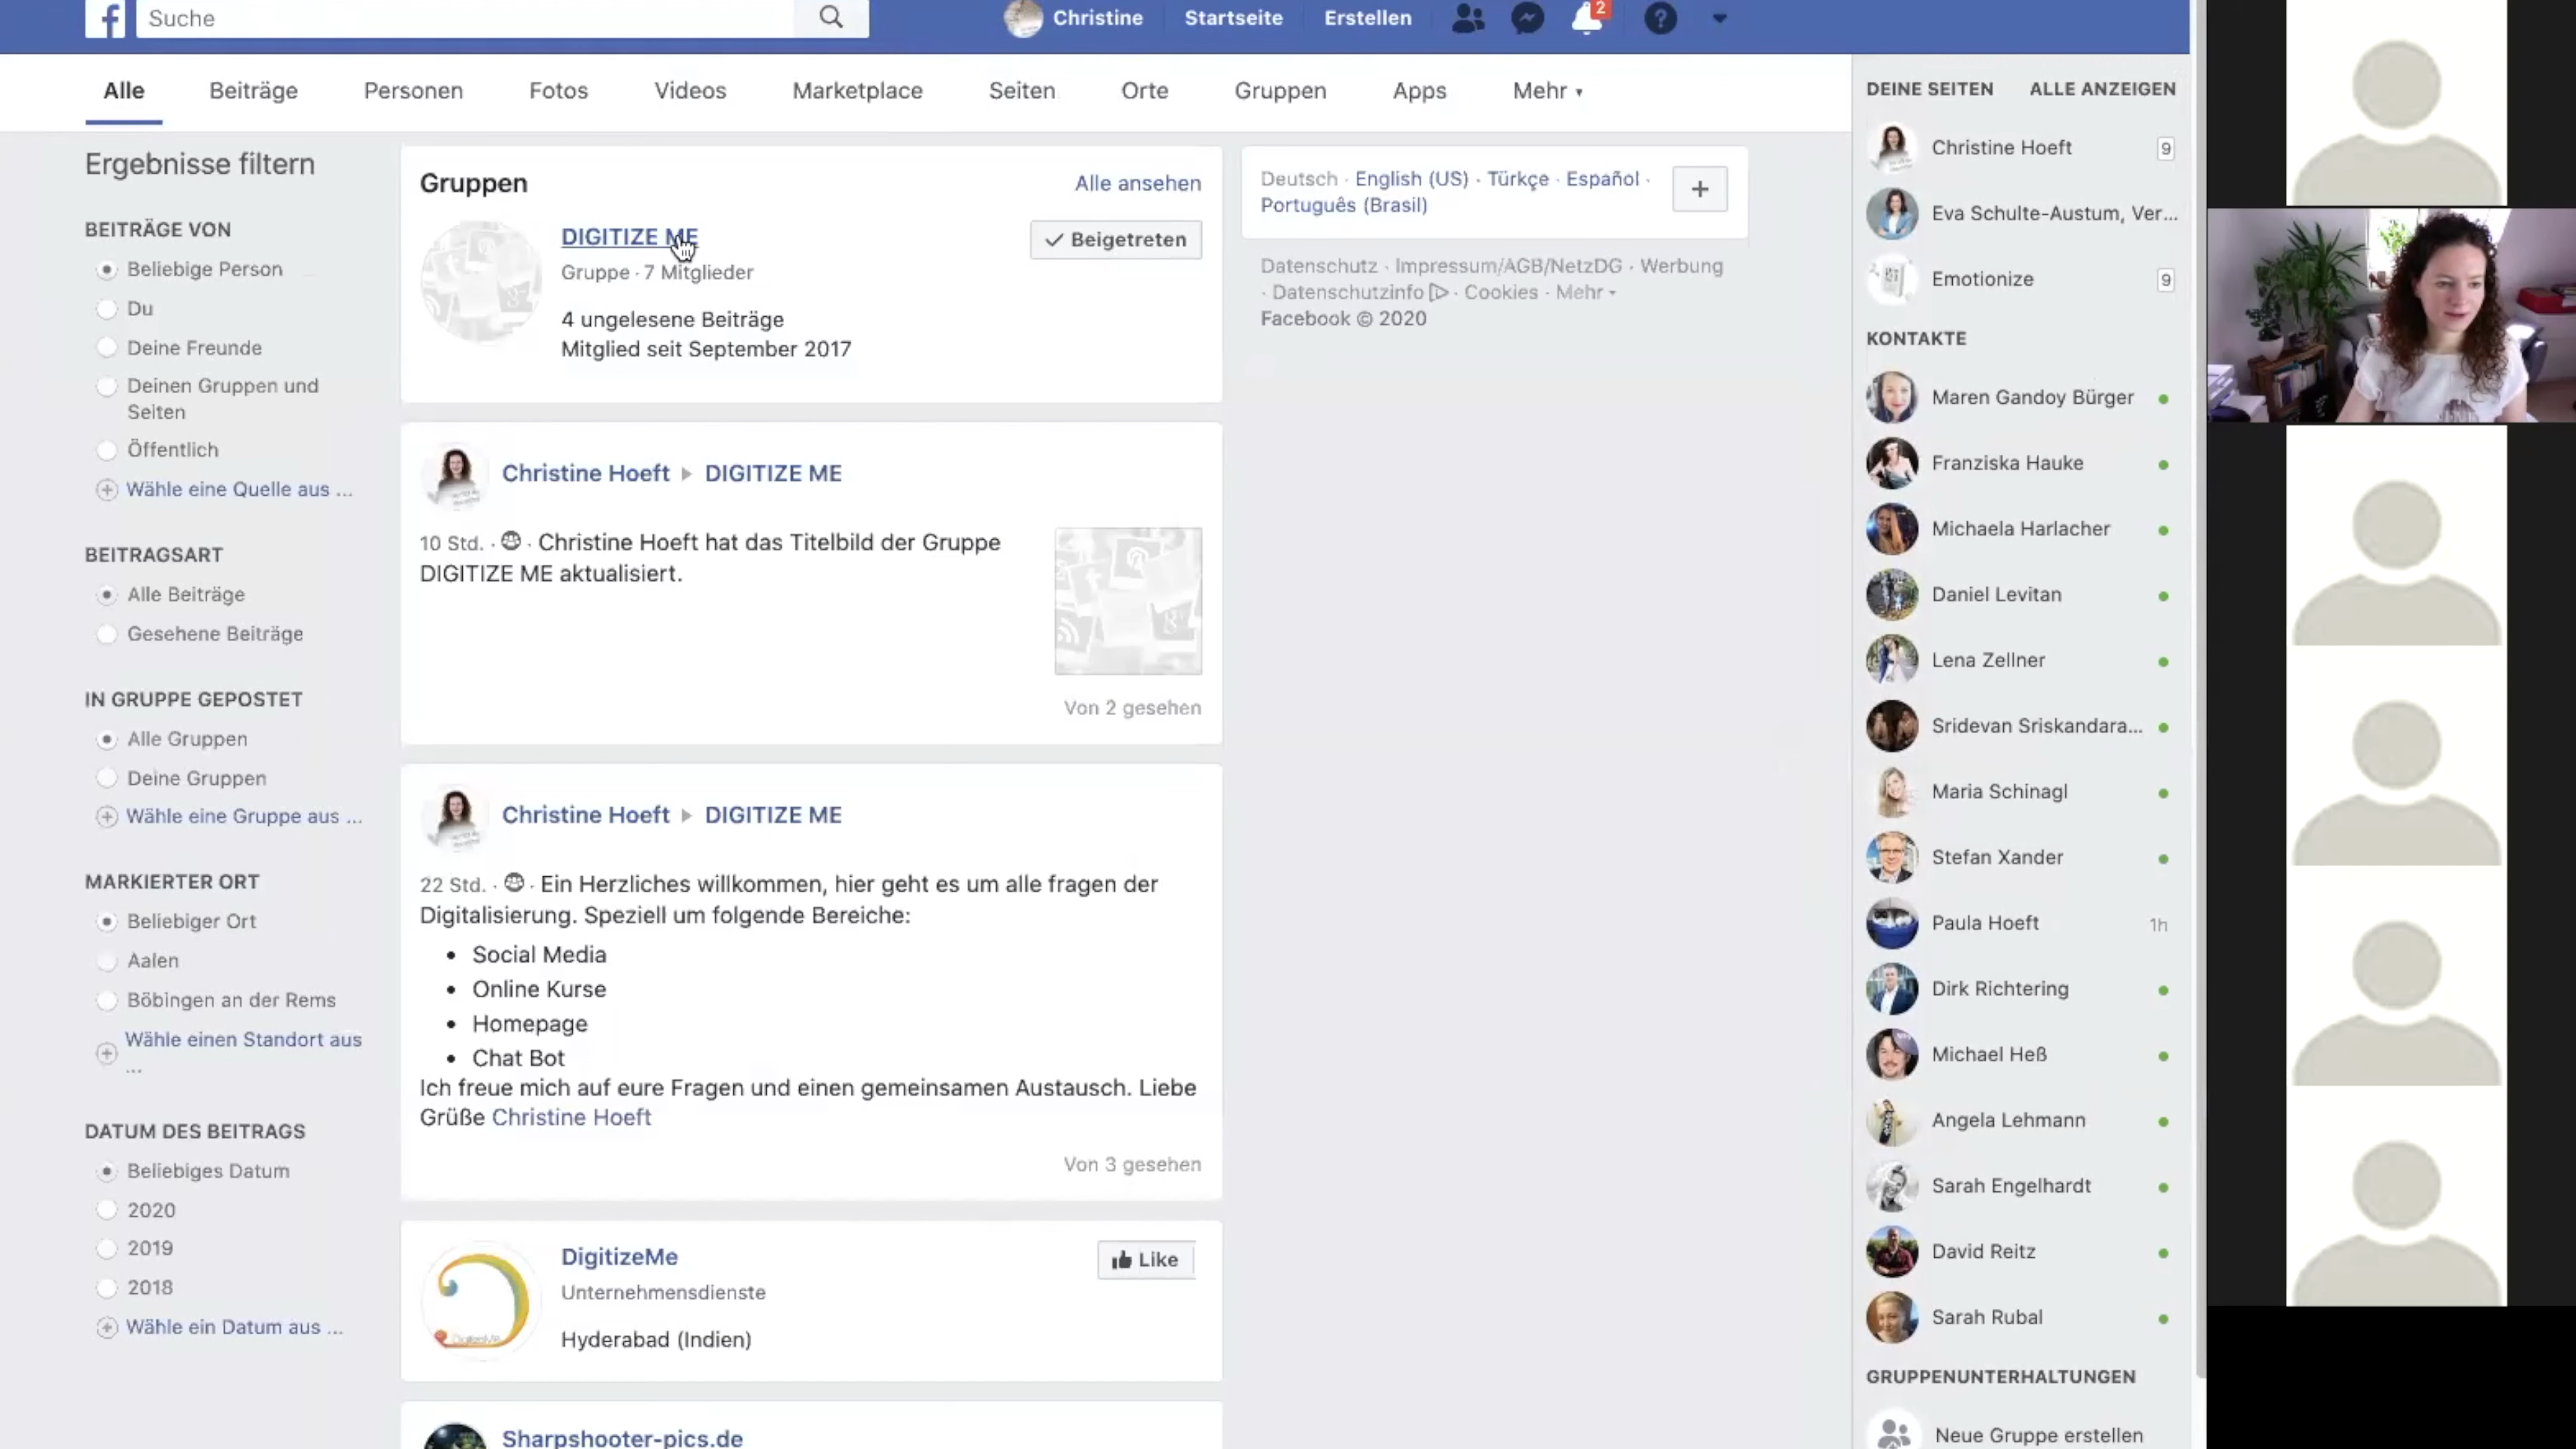 Suche
Christine
Startseite
Erstellen
2
Alle
Beiträge
Personen
Fotos
Videos
Marketplace
Seiten
Orte
Gruppen
Apps
Mehr
Ergebnisse filtern
BEITRÄGE VON
Beliebige Person
Du
Deine Freunde
Deinen Gruppen und
Seiten
Öffentlich
Wähle eine Quelle aus ...
BEITRAGSART
Alle Beiträge
Gesehene Beiträge
IN GRUPPE GEPOSTET
Alle Gruppen
Deine Gruppen
Wähle eine Gruppe aus ...
MARKIERTER ORT
Beliebiger Ort
Aalen
Böbingen an der Rems
Wähle einen Standort aus
...
DATUM DES BEITRAGS
Beliebiges Datum
2020
2019
2018
Wähle ein Datum aus ...
Gruppen
Alle ansehen
DIGITIZE ME
Beigetreten
Gruppe · 7 Mitglieder
4 ungelesene Beiträge
Mitglied seit September 2017
Christine Hoeft ▸ DIGITIZE ME
10 Std. · Christine Hoeft hat das Titelbild der Gruppe
DIGITIZE ME aktualisiert.
Von 2 gesehen
Christine Hoeft ▸ DIGITIZE ME
22 Std. · Ein Herzliches willkommen, hier geht es um alle fragen der
Digitalisierung. Speziell um folgende Bereiche:
• Social Media
• Online Kurse
• Homepage
• Chat Bot
Ich freue mich auf eure Fragen und einen gemeinsamen Austausch. Liebe
Grüße Christine Hoeft
Von 3 gesehen
DigitizeMe
Like
Unternehmensdienste
Hyderabad (Indien)
DigitizeMe
Sharpshooter-pics.de
Deutsch · English (US) · Türkçe · Español ·
Português (Brasil)
Datenschutz · Impressum/AGB/NetzDG · Werbung
· Datenschutzinfo · Cookies · Mehr
Facebook © 2020
DEINE SEITEN
ALLE ANZEIGEN
Christine Hoeft
9
Eva Schulte-Austum, Ver...
Emotionize
9
KONTAKTE
Maren Gandoy Bürger
Franziska Hauke
Michaela Harlacher
Daniel Levitan
Lena Zellner
Sridevan Sriskandara...
Maria Schinagl
Stefan Xander
Paula Hoeft
1h
Dirk Richtering
Michael Heß
Angela Lehmann
Sarah Engelhardt
David Reitz
Sarah Rubal
GRUPPENUNTERHALTUNGEN
Neue Gruppe erstellen